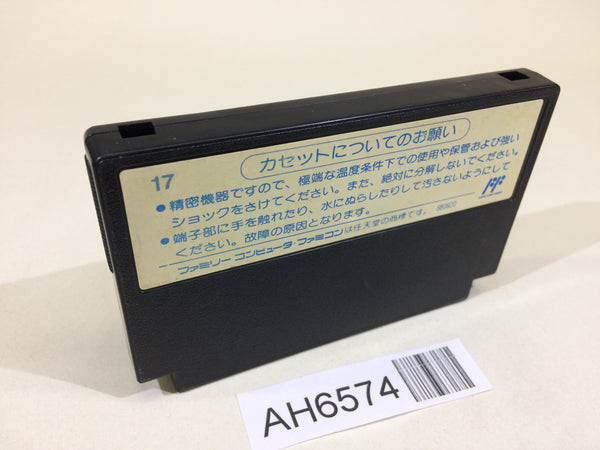 17
カセットについてのお願い
●精密機器ですので、極端な温度条件下での使用や保管および強い
ショックをさけてください。また、絶対に分解しないでください。
●端子部に手を触れたり、水にぬらしたりして汚さないようにして
ください。故障の原因となります。
ファミリー コンピュータ・ファミコンは任天堂の商標です。
AH6574